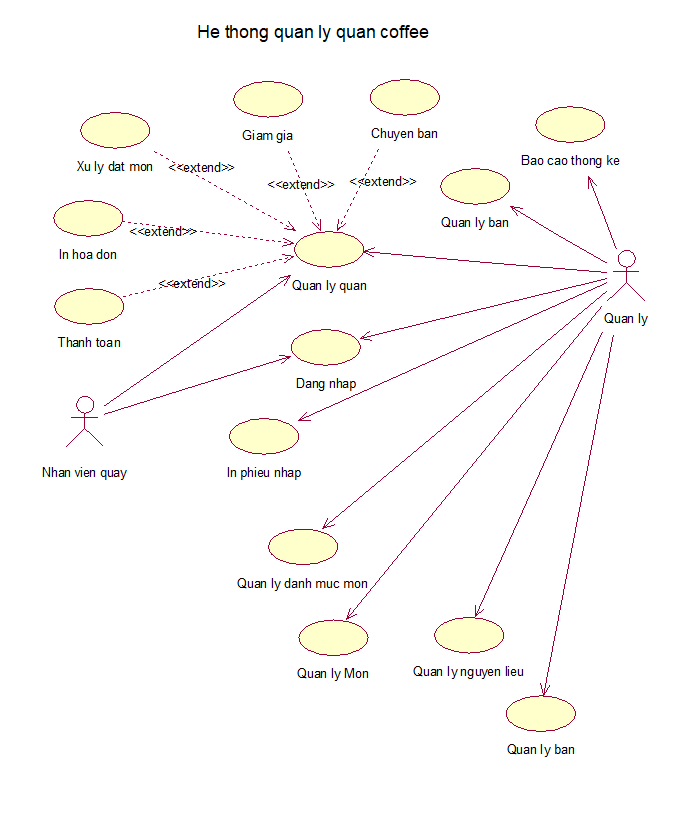 He thong quan ly quan coffee
Giam gia
Chuyen ban
Xu ly dat mon
Bao cao thong ke
<<extend>>
<<extend>>
<<extend>>
Quan ly ban
In hoa don
<<extend>>
Quan ly quan
<<extend>>
Quan ly
Thanh toan
Dang nhap
Nhan vien quay
In phieu nhap
Quan ly danh muc mon
Quan ly Mon
Quan ly nguyen lieu
Quan ly ban